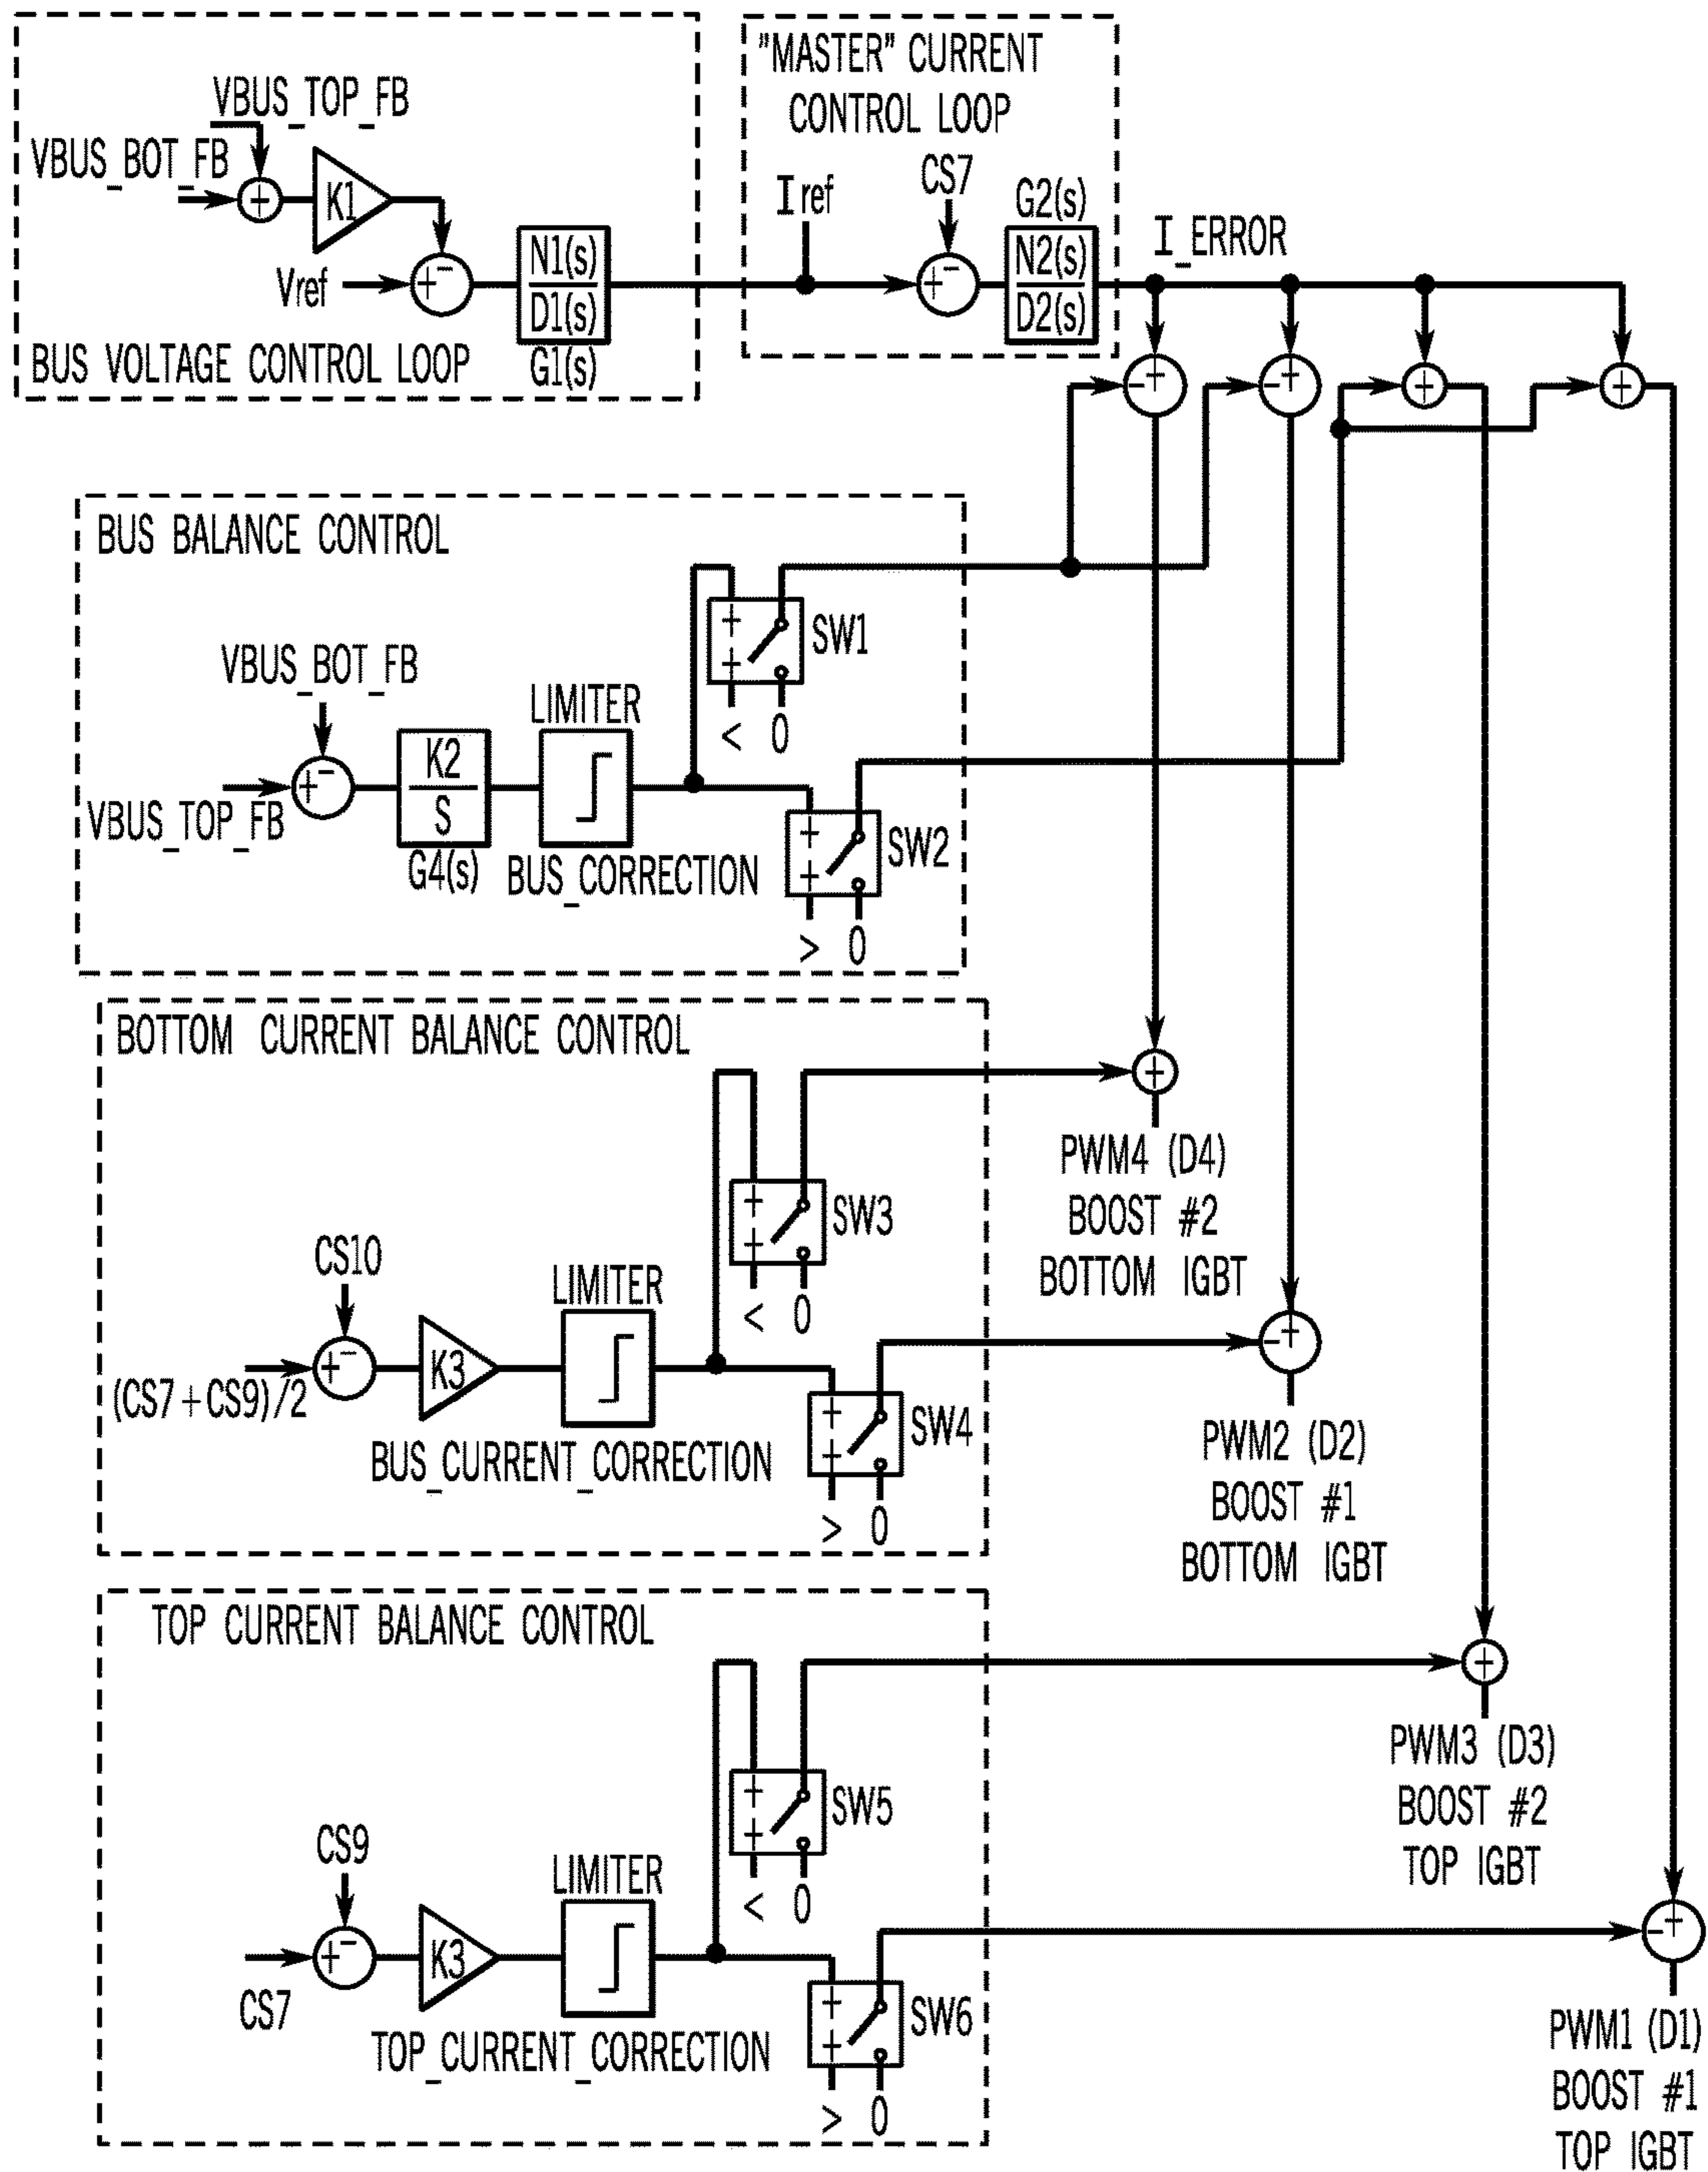 "MASTER" CURRENT
CONTROL LOOP
VBUS_TOP_FB
VBUS_BOT_FB
+
K1
Iref
CS7
G2(s)
Vref
+ -
N1(s)
D1(s)
G1(s)
+ -
N2(s)
D2(s)
I_ERROR
BUS VOLTAGE CONTROL LOOP
- +
- +
+
+
BUS BALANCE CONTROL
+
+
SW1
< 0
VBUS_BOT_FB
VBUS_TOP_FB
+ -
K2
S
G4(s)
LIMITER
BUS_CORRECTION
+
+
SW2
> 0
BOTTOM CURRENT BALANCE CONTROL
+
PWM4 (D4)
BOOST #2
BOTTOM IGBT
+
+
SW3
< 0
CS10
(CS7+CS9)/2
+ -
K3
LIMITER
BUS_CURRENT_CORRECTION
+
+
SW4
> 0
- +
PWM2 (D2)
BOOST #1
BOTTOM IGBT
TOP CURRENT BALANCE CONTROL
+
PWM3 (D3)
BOOST #2
TOP IGBT
+
+
SW5
< 0
CS9
CS7
+ -
K3
LIMITER
TOP_CURRENT_CORRECTION
+
+
SW6
> 0
- +
PWM1 (D1)
BOOST #1
TOP IGBT